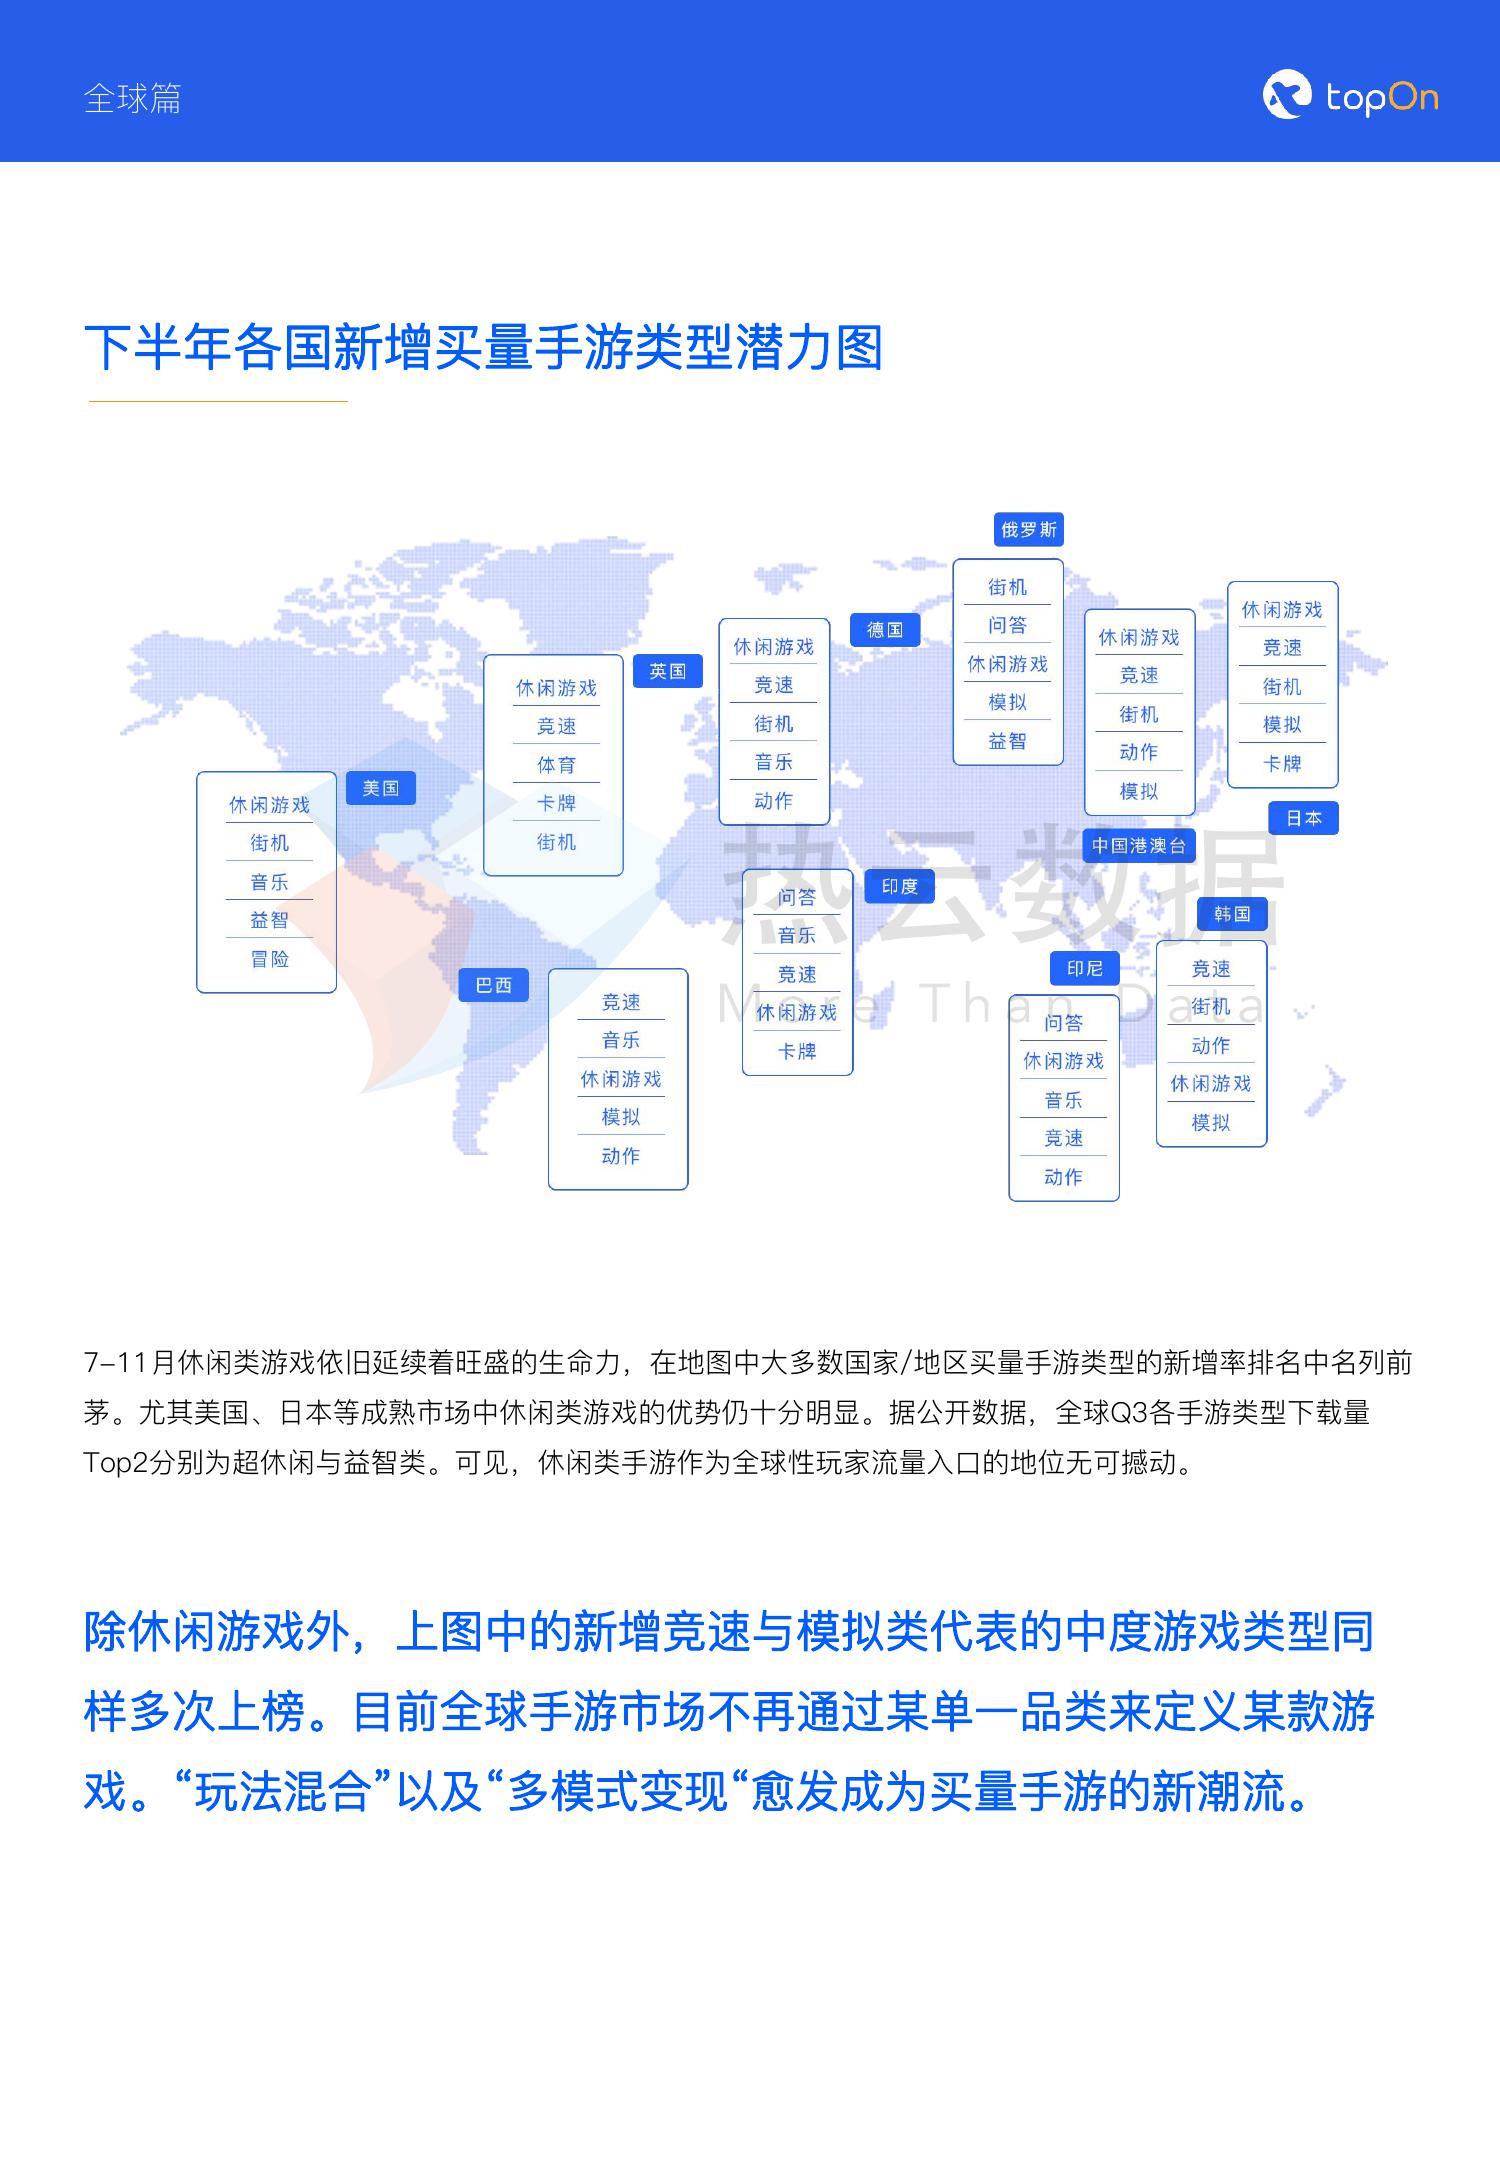 全球篇
topOn
下半年各国新增买量手游类型潜力图
俄罗斯
街机
问答
休闲游戏
模拟
益智
德国
休闲游戏
竞速
街机
音乐
动作
英国
休闲游戏
竞速
体育
卡牌
街机
美国
休闲游戏
街机
音乐
益智
冒险
休闲游戏
竞速
街机
动作
模拟
中国港澳台
休闲游戏
竞速
街机
模拟
卡牌
日本
印度
问答
音乐
竞速
休闲游戏
卡牌
巴西
竞速
音乐
休闲游戏
模拟
动作
印尼
问答
休闲游戏
音乐
竞速
动作
韩国
竞速
街机
动作
休闲游戏
模拟
热云数据
More Than Data
7-11月休闲类游戏依旧延续着旺盛的生命力，在地图中大多数国家/地区买量手游类型的新增率排名中名列前
茅。尤其美国、日本等成熟市场中休闲类游戏的优势仍十分明显。据公开数据，全球Q3各手游类型下载量
Top2分别为超休闲与益智类。可见，休闲类手游作为全球性玩家流量入口的地位无可撼动。
除休闲游戏外，上图中的新增竞速与模拟类代表的中度游戏类型同
样多次上榜。目前全球手游市场不再通过某单一品类来定义某款游
戏。“玩法混合”以及“多模式变现“愈发成为买量手游的新潮流。